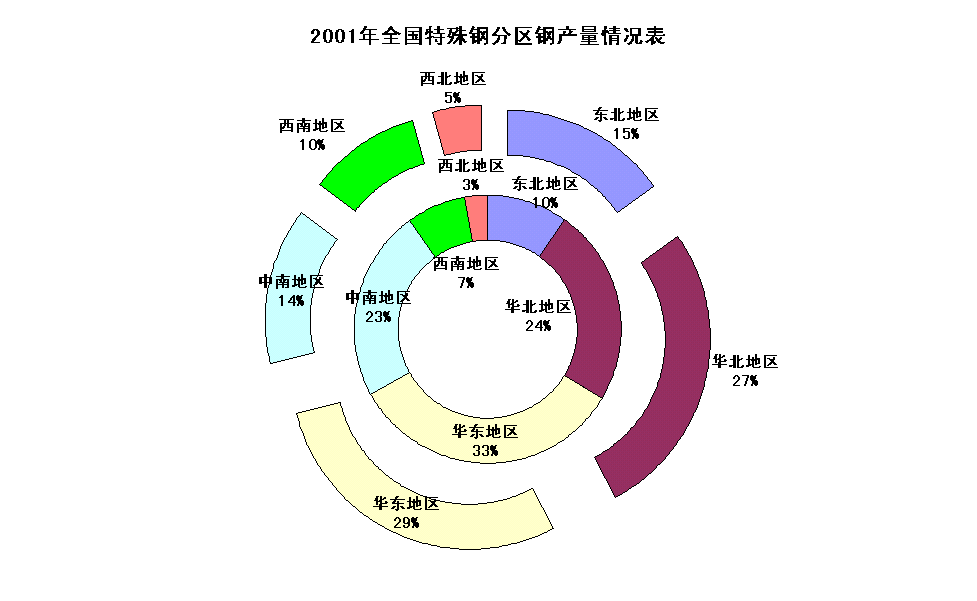 2001年全国特殊钢分区钢产量情况表
西北地区
5%
东北地区
15%
西南地区
10%
西北地区
3%
东北地区
10%
西南地区
7%
中南地区
14%
中南地区
23%
华北地区
24%
华北地区
27%
华东地区
33%
华东地区
29%